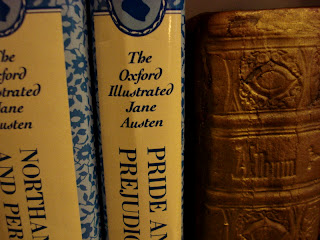 The
Oxford
Illustrated
Jane
Austen
NORTHA
AND PER
The
Oxford
Illustrated
Jane
Austen
PRIDE AN
PREJUDIC
Album